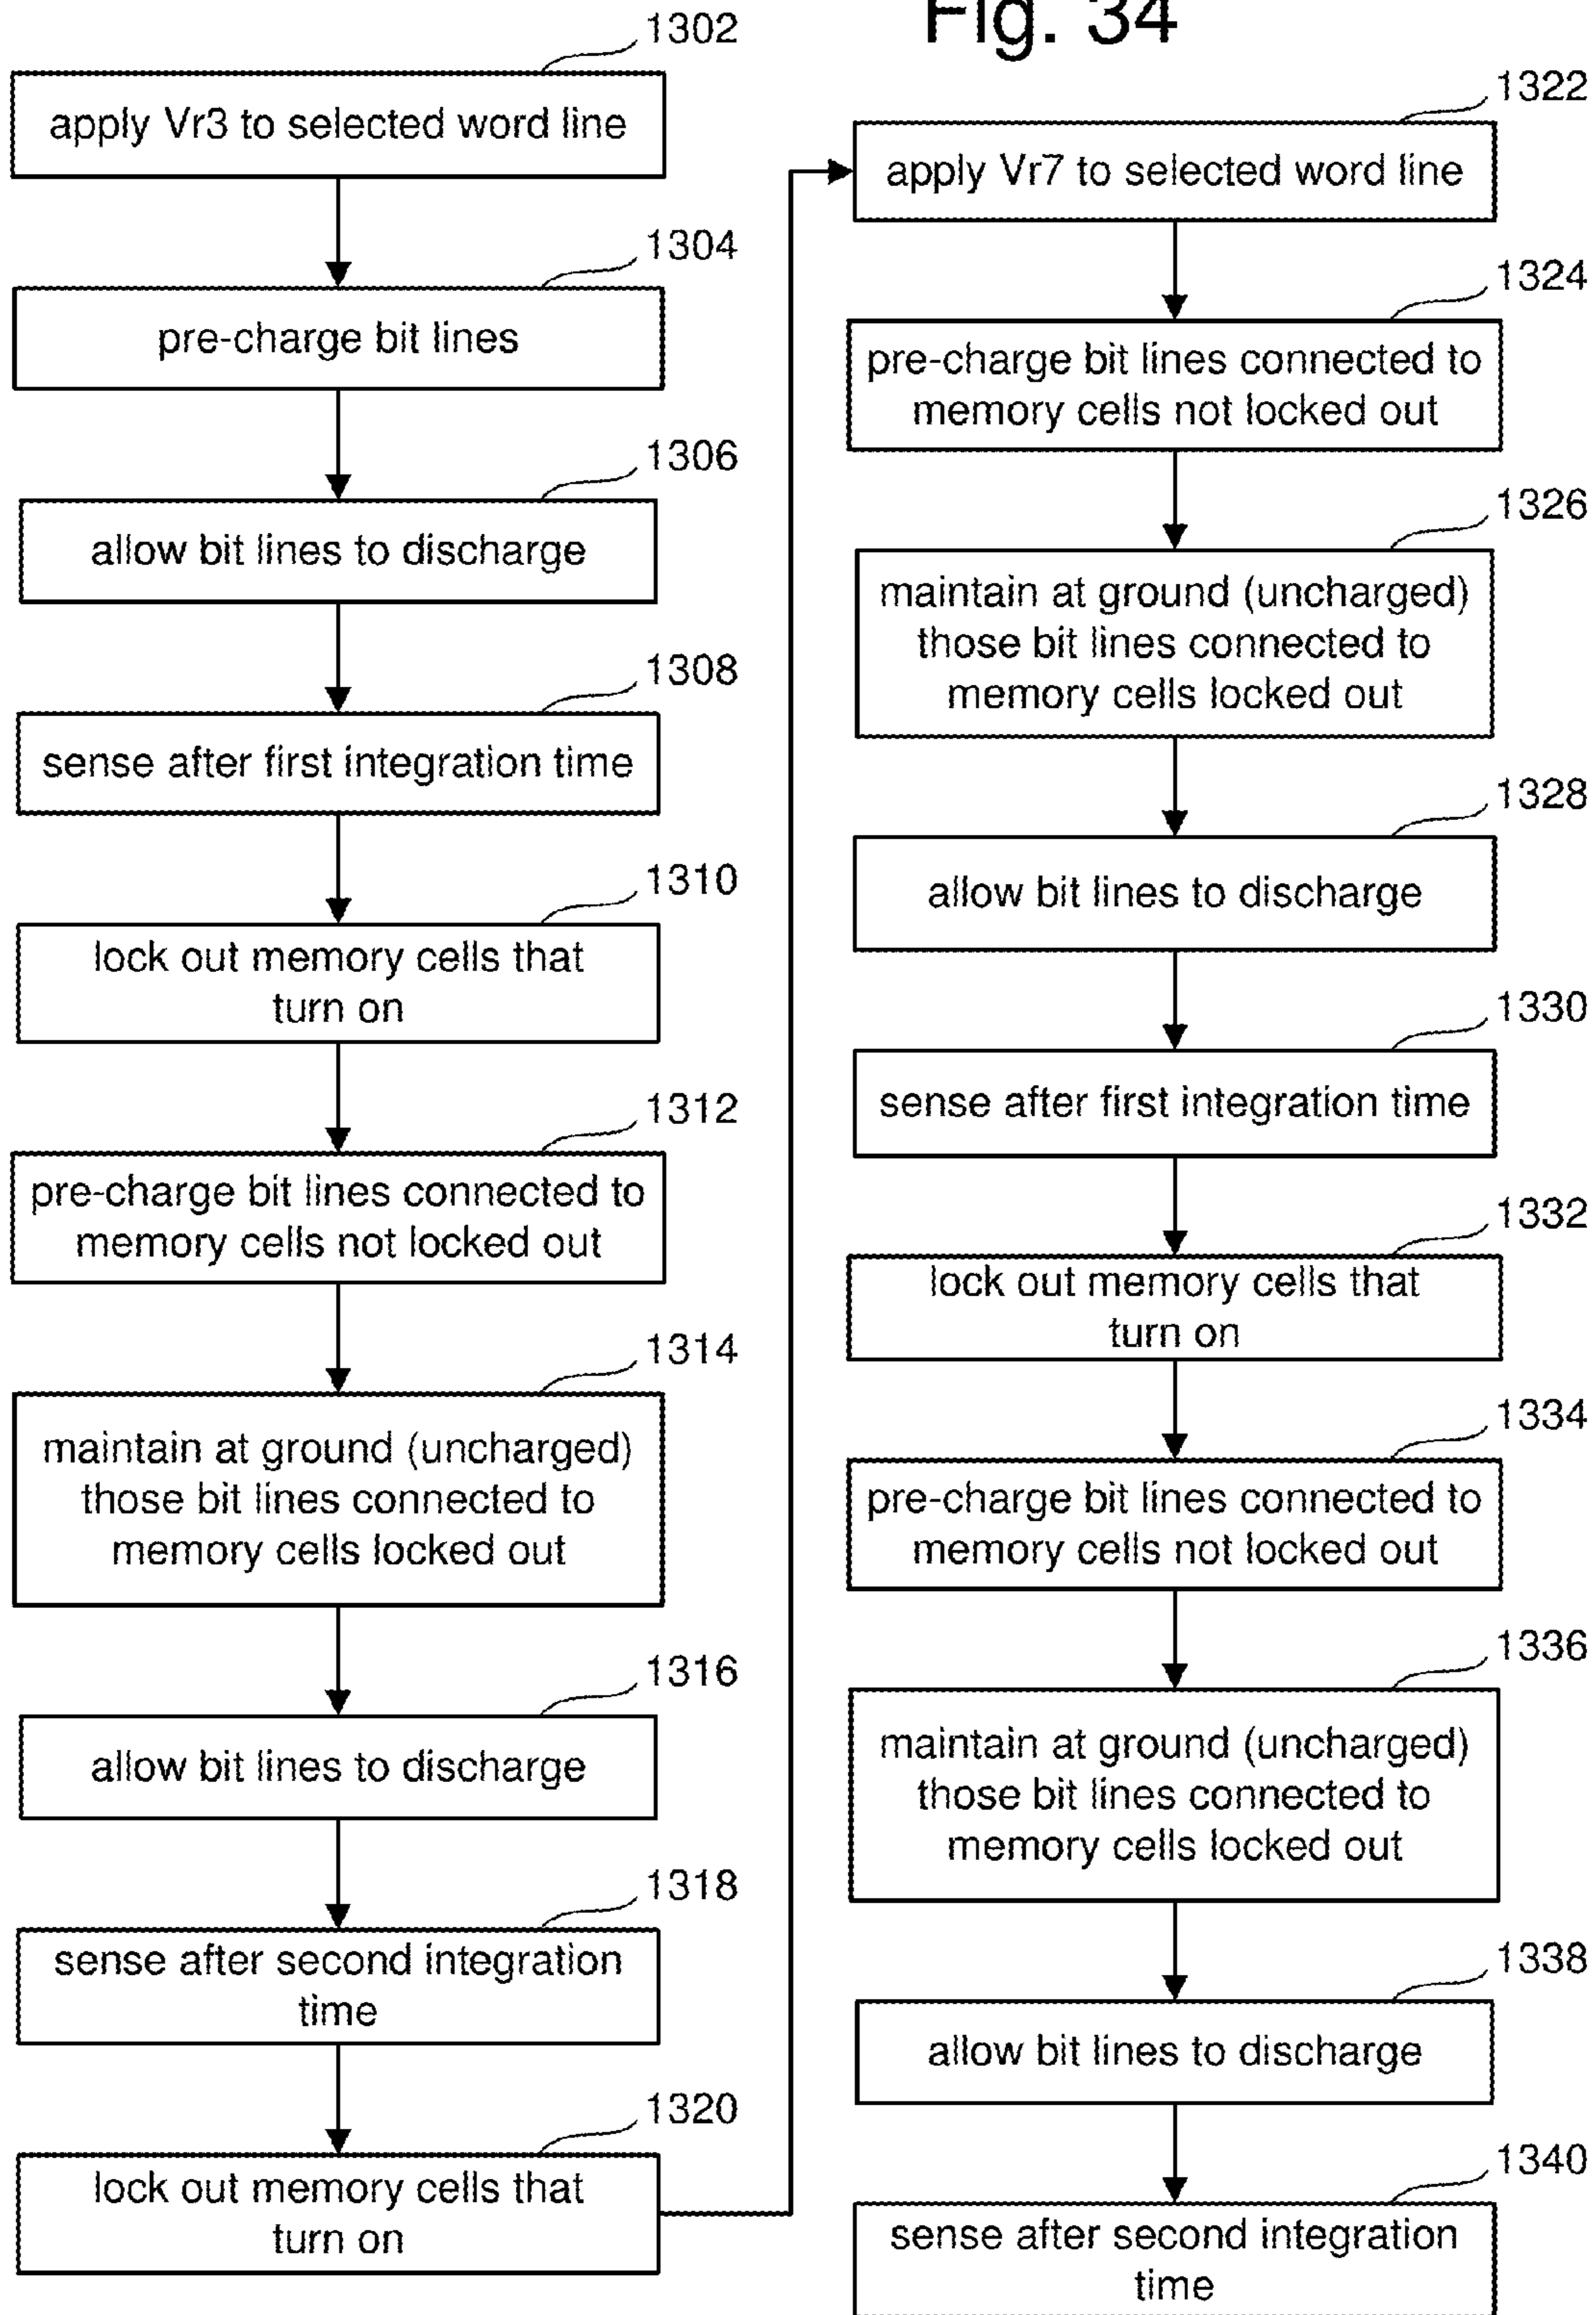 Fig. 34
1302
apply Vr3 to selected word line
1304
pre-charge bit lines
1306
allow bit lines to discharge
1308
sense after first integration time
1310
lock out memory cells that
turn on
1312
pre-charge bit lines connected to
memory cells not locked out
1314
maintain at ground (uncharged)
those bit lines connected to
memory cells locked out
1316
allow bit lines to discharge
1318
sense after second integration
time
1320
lock out memory cells that
turn on
1322
apply Vr7 to selected word line
1324
pre-charge bit lines connected to
memory cells not locked out
1326
maintain at ground (uncharged)
those bit lines connected to
memory cells locked out
1328
allow bit lines to discharge
1330
sense after first integration time
1332
lock out memory cells that
turn on
1334
pre-charge bit lines connected to
memory cells not locked out
1336
maintain at ground (uncharged)
those bit lines connected to
memory cells locked out
1338
allow bit lines to discharge
1340
sense after second integration
time